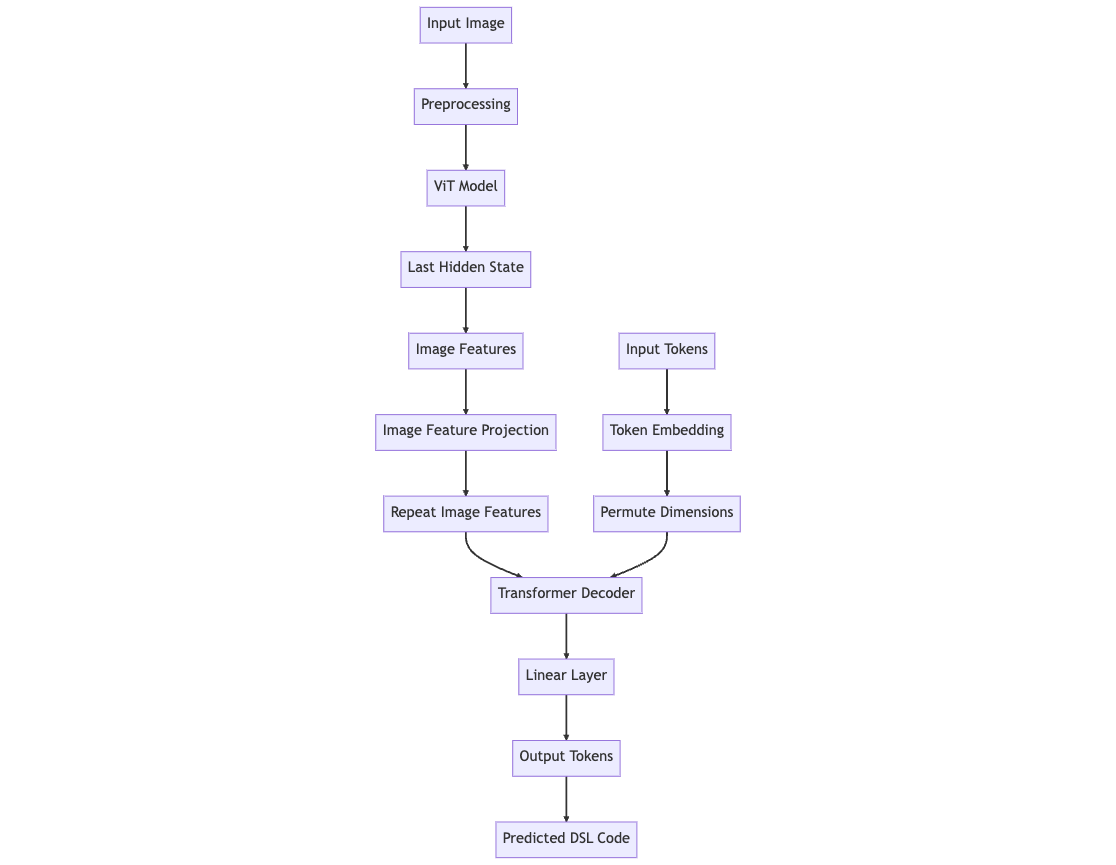 Input Image
Preprocessing
ViT Model
Last Hidden State
Image Features
Input Tokens
Image Feature Projection
Token Embedding
Repeat Image Features
Permute Dimensions
Transformer Decoder
Linear Layer
Output Tokens
Predicted DSL Code